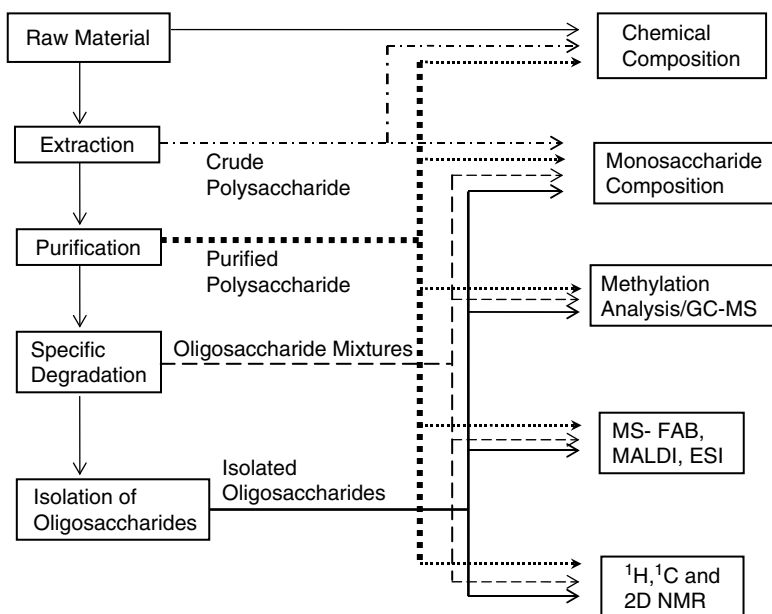 Raw Material
Chemical
Composition
Extraction
Crude
Polysaccharide
Monosaccharide
Composition
Purification
Purified
Polysaccharide
Methylation
Analysis/GC-MS
Specific
Degradation
Oligosaccharide Mixtures
MS- FAB,
MALDI, ESI
Isolation of
Oligosaccharides
Isolated
Oligosaccharides
¹H,¹C and
2D NMR